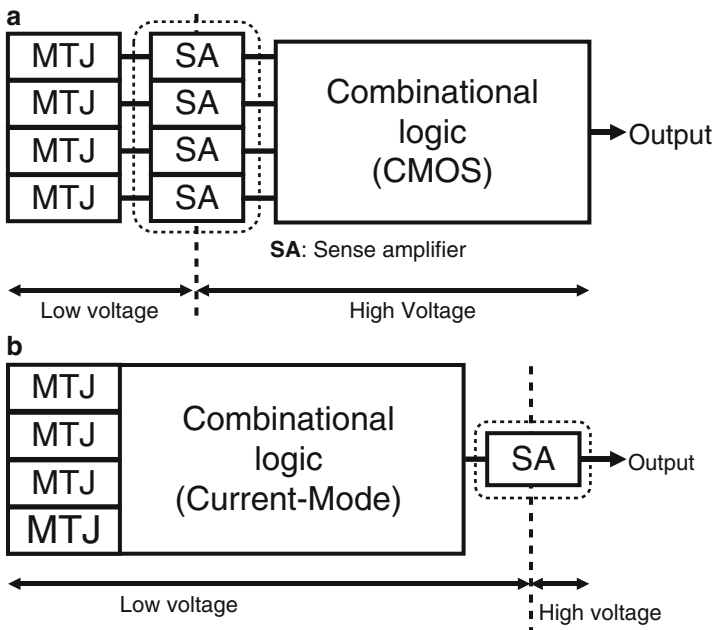 a
MTJ SA
MTJ SA
MTJ SA
MTJ SA
Combinational
logic
(CMOS)
Output
SA: Sense amplifier
Low voltage
High Voltage
b
MTJ
MTJ
MTJ
MTJ
Combinational
logic
(Current-Mode)
SA
Output
Low voltage
High voltage